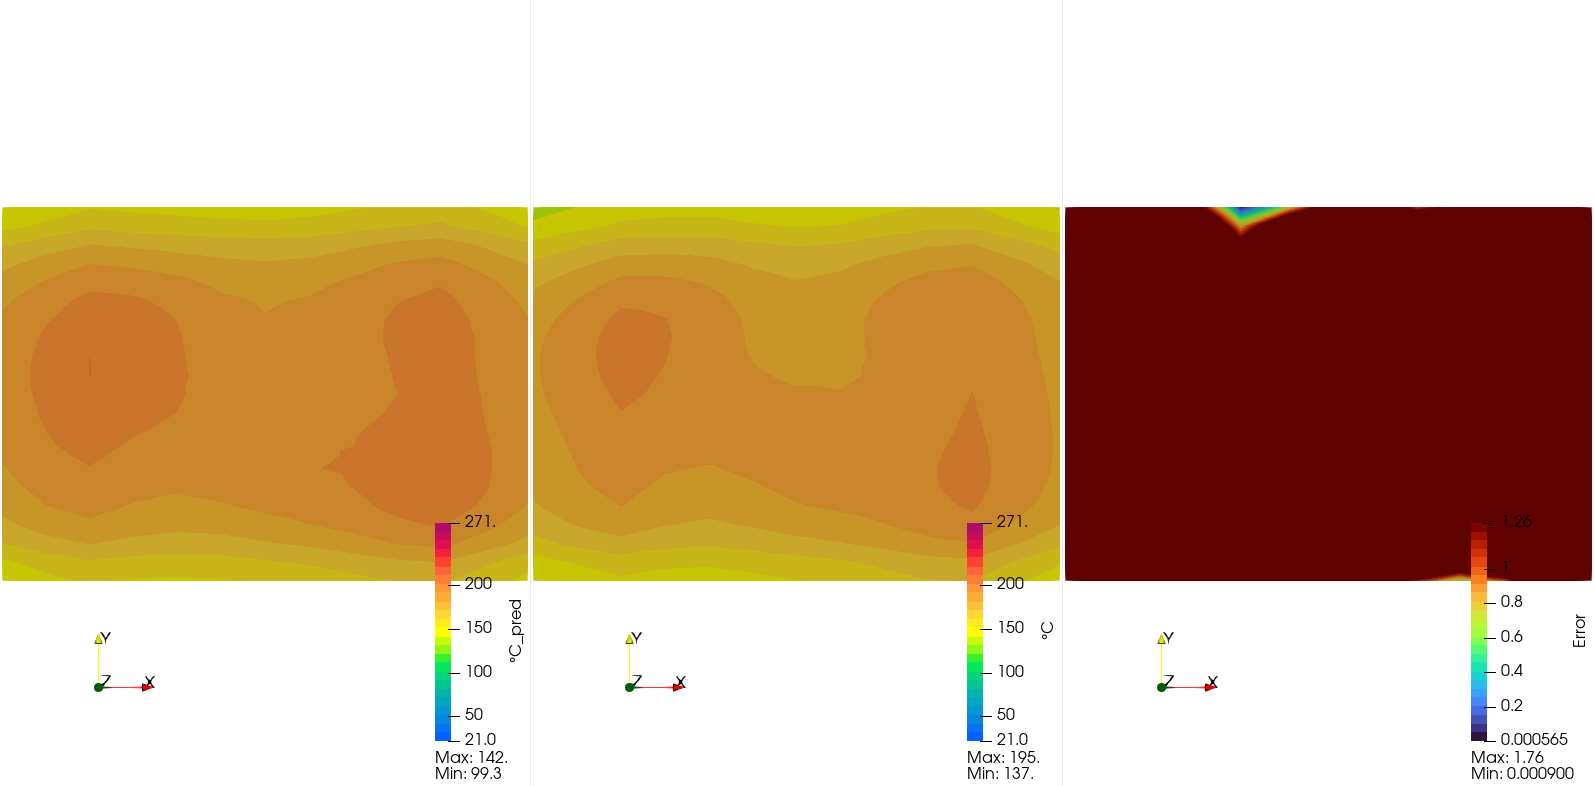 271.
200
150
100
50
21.0
°C_pred
Max: 142.
Min: 99.3
Y
Z
X
271.
200
150
100
50
21.0
°C
Max: 195.
Min: 137.
Y
Z
X
1.26
1
0.8
0.6
0.4
0.2
0.000565
Error
Max: 1.76
Min: 0.000900
Y
Z
X